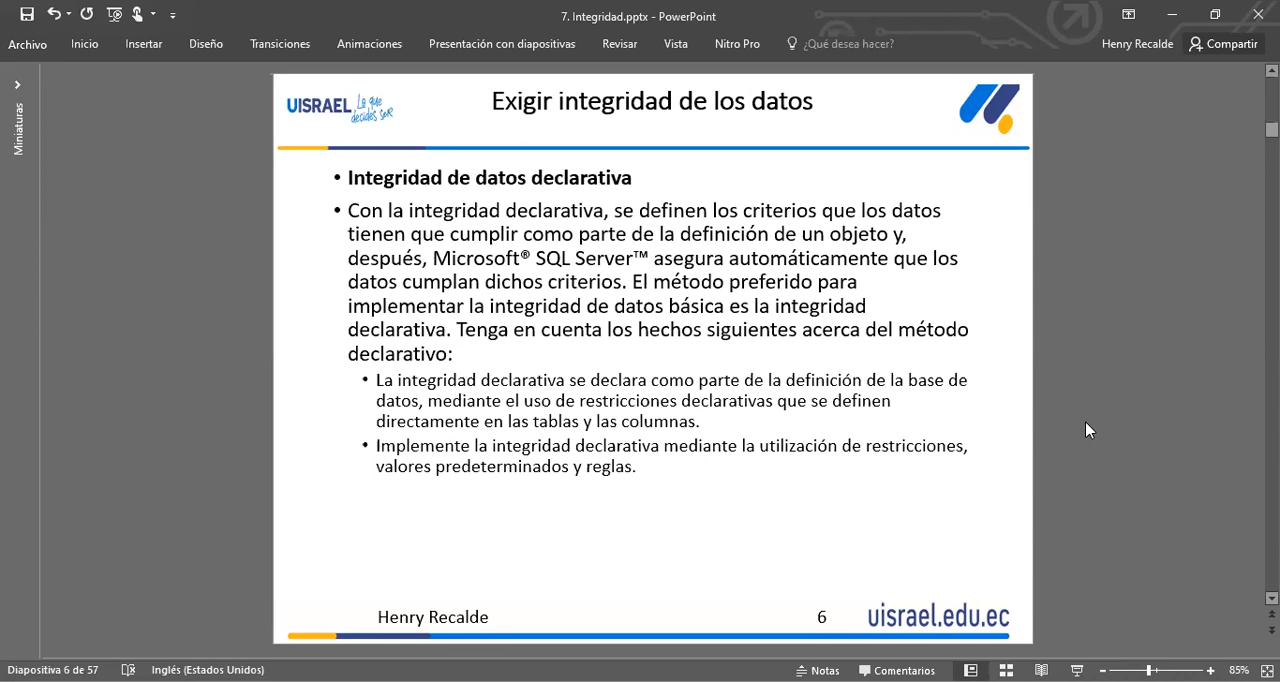 7. Integridad.pptx - PowerPoint
Archivo Inicio Insertar Diseño Transiciones Animaciones Presentación con diapositivas Revisar Vista Nitro Pro ¿Qué desea hacer? Henry Recalde Compartir
Miniaturas
UISRAEL La que decides SER
Exigir integridad de los datos
• Integridad de datos declarativa
• Con la integridad declarativa, se definen los criterios que los datos
tienen que cumplir como parte de la definición de un objeto y,
después, Microsoft® SQL Server™ asegura automáticamente que los
datos cumplan dichos criterios. El método preferido para
implementar la integridad de datos básica es la integridad
declarativa. Tenga en cuenta los hechos siguientes acerca del método
declarativo:
• La integridad declarativa se declara como parte de la definición de la base de
datos, mediante el uso de restricciones declarativas que se definen
directamente en las tablas y las columnas.
• Implemente la integridad declarativa mediante la utilización de restricciones,
valores predeterminados y reglas.
Henry Recalde 6 uisrael.edu.ec
Diapositiva 6 de 57 Inglés (Estados Unidos) Notas Comentarios 85%